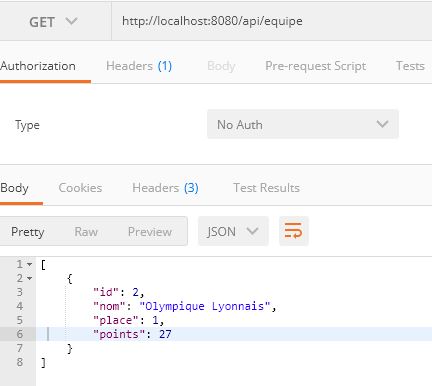 GET http://localhost:8080/api/equipe
Authorization Headers (1) Body Pre-request Script Tests
Type No Auth
Body Cookies Headers (3) Test Results
Pretty Raw Preview JSON
1 [
2 {
3 "id": 2,
4 "nom": "Olympique Lyonnais",
5 "place": 1,
6 "points": 27
7 }
8 ]